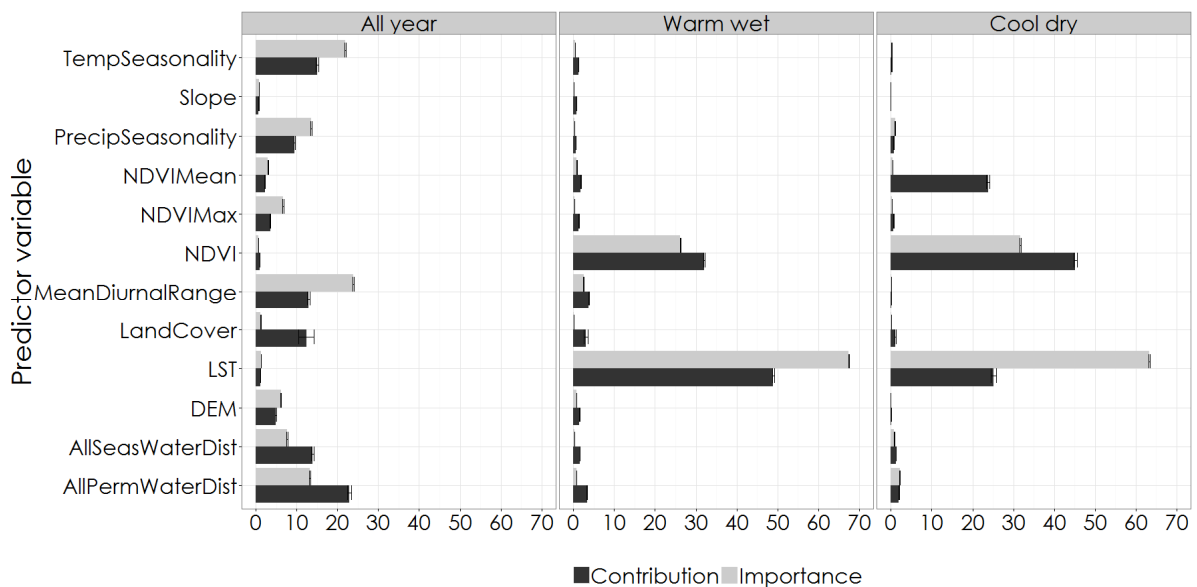 All year Warm wet Cool dry
Predictor variable
TempSeasonality
Slope
PrecipSeasonality
NDVIMean
NDVIMax
NDVI
MeanDiurnalRange
LandCover
LST
DEM
AllSeasWaterDist
AllPermWaterDist
0 10 20 30 40 50 60 70 0 10 20 30 40 50 60 70 0 10 20 30 40 50 60 70
Contribution Importance